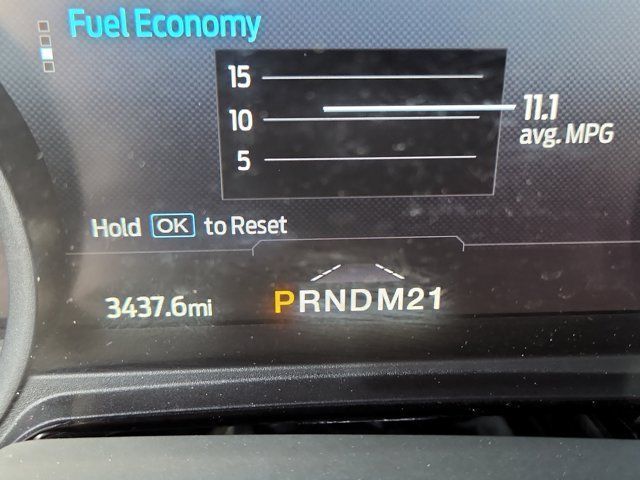 Fuel Economy
15
10
5
11.1
avg. MPG
Hold OK to Reset
3437.6mi
PRNDM21